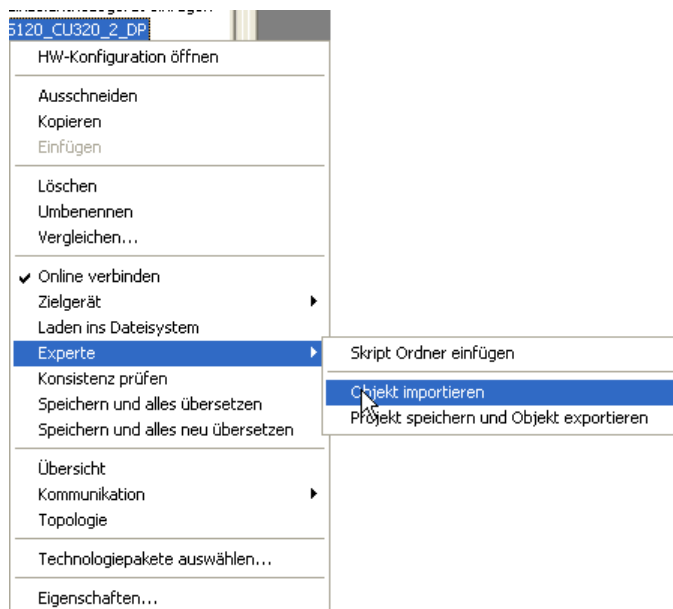 S120_CU320_2_DP
HW-Konfiguration öffnen
Ausschneiden
Kopieren
Einfügen
Löschen
Umbenennen
Vergleichen...
Online verbinden
Zielgerät
Laden ins Dateisystem
Experte
Skript Ordner einfügen
Konsistenz prüfen
Objekt importieren
Speichern und alles übersetzen
Projekt speichern und Objekt exportieren
Speichern und alles neu übersetzen
Übersicht
Kommunikation
Topologie
Technologiepakete auswählen...
Eigenschaften...